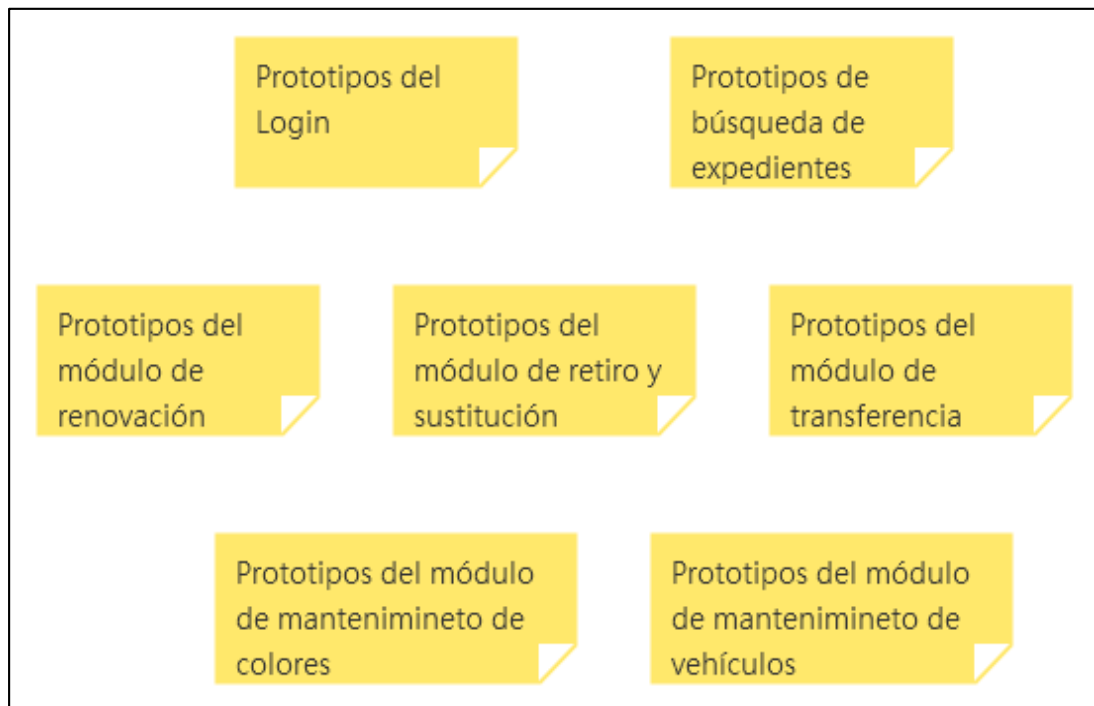 Prototipos del
Login
Prototipos de
búsqueda de
expedientes
Prototipos del
módulo de
renovación
Prototipos del
módulo de retiro y
sustitución
Prototipos del
módulo de
transferencia
Prototipos del módulo
de mantenimineto de
colores
Prototipos del módulo
de mantenimineto de
vehículos